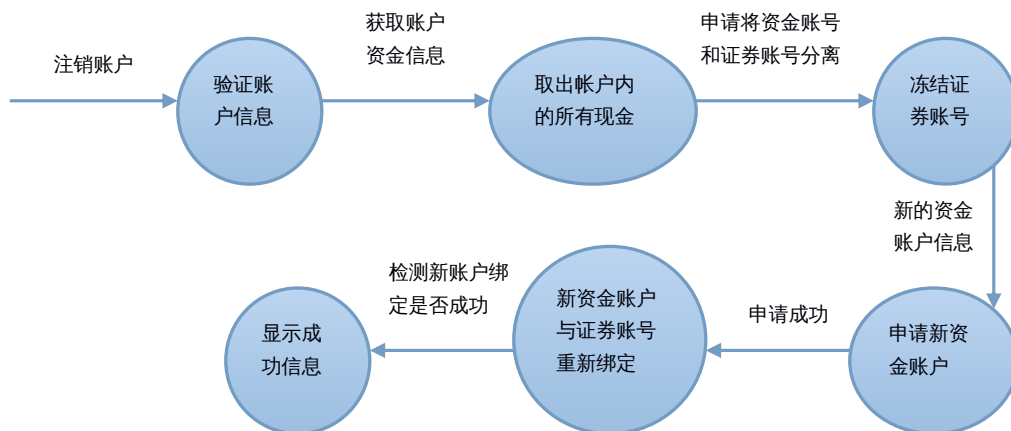 注销账户
验证账
户信息
获取账户
资金信息
取出帐户内
的所有现金
申请将资金账号
和证券账号分离
冻结证
券账号
新的资金
账户信息
申请新资
金账户
申请成功
新资金账户
与证券账号
重新绑定
检测新账户绑
定是否成功
显示成
功信息